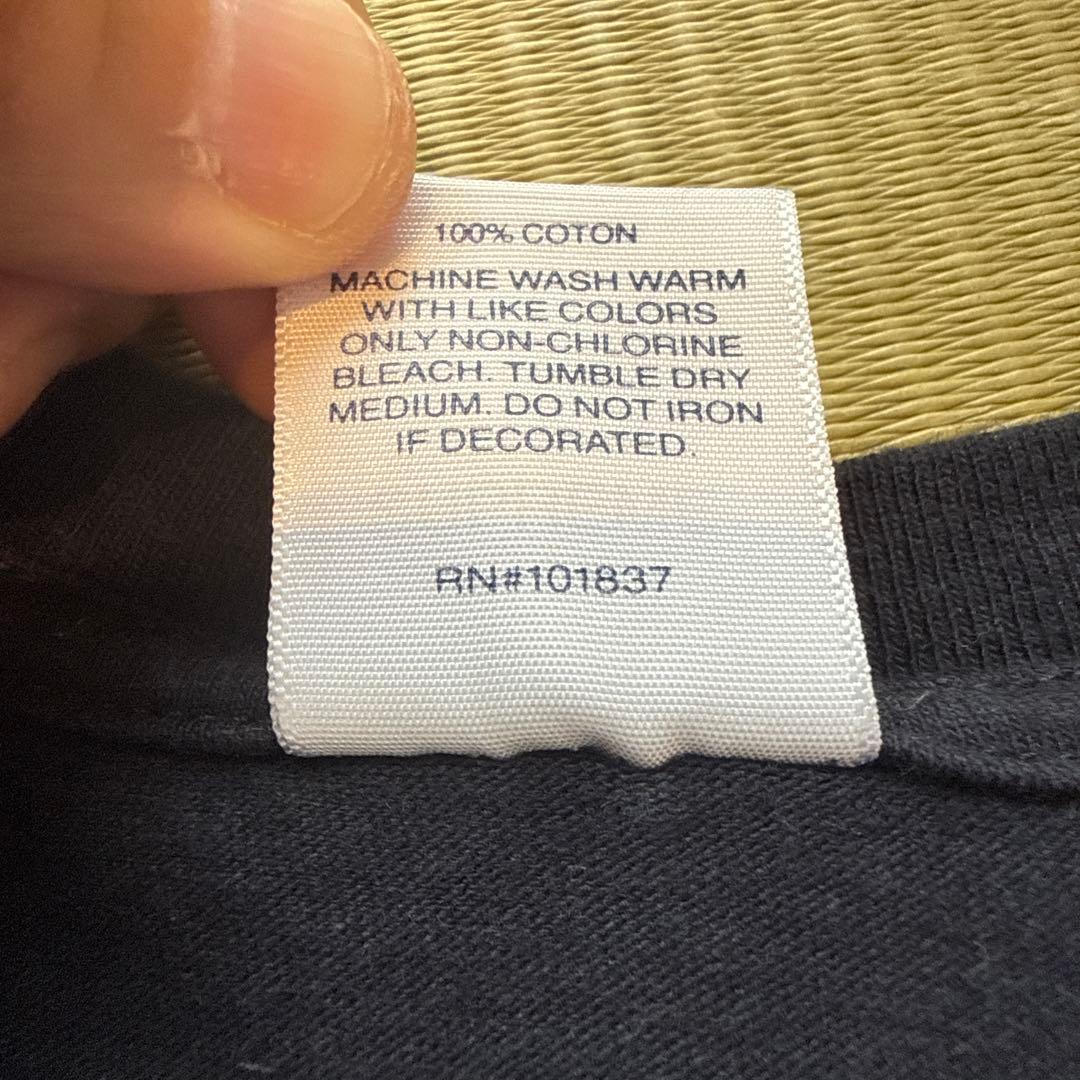 100% COTON
MACHINE WASH WARM
WITH LIKE COLORS
ONLY NON-CHLORINE
BLEACH. TUMBLE DRY
MEDIUM. DO NOT IRON
IF DECORATED.
RN#101837